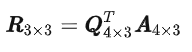 R₃×₃ = Qᵀ₄×₃ A₄×₃